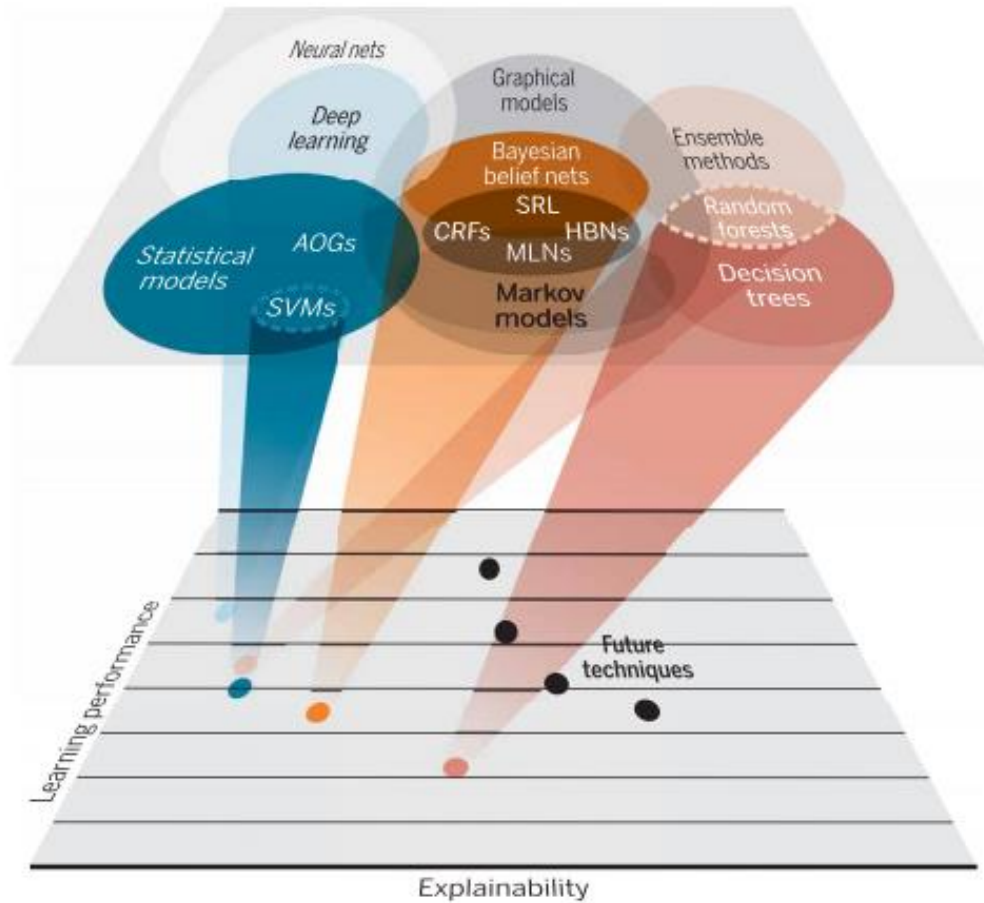 Neural nets
Deep
learning
Graphical
models
Ensemble
methods
Bayesian
belief nets
SRL
CRFs
HBNs
MLNs
Markov
models
Random
forests
Decision
trees
Statistical
models
AOGs
SVMs
Future
techniques
Learning performance
Explainability